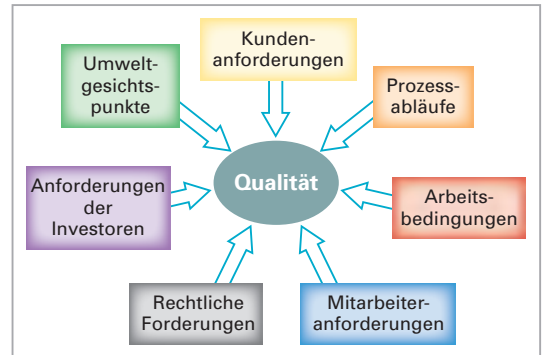 Kunden-
anforderungen
Umwelt-
gesichts-
punkte
Prozess-
abläufe
Qualität
Anforderungen
der
Investoren
Arbeits-
bedingungen
Rechtliche
Forderungen
Mitarbeiter-
anforderungen